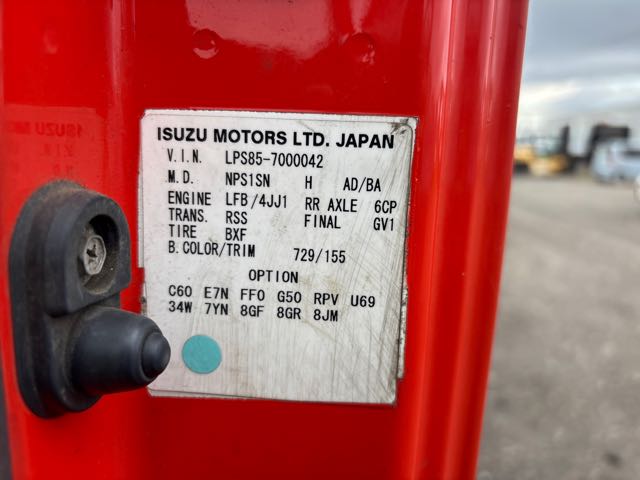 ISUZU MOTORS LTD. JAPAN
V.I.N. LPS85-7000042
M.D. NPS1SN H AD/BA
ENGINE LFB/4JJ1 RR AXLE 6CP
TRANS. RSS FINAL GV1
TIRE BXF
B.COLOR/TRIM 729/155
OPTION
C60 E7N FF0 G50 RPV U69
34W 7YN 8GF 8GR 8JM